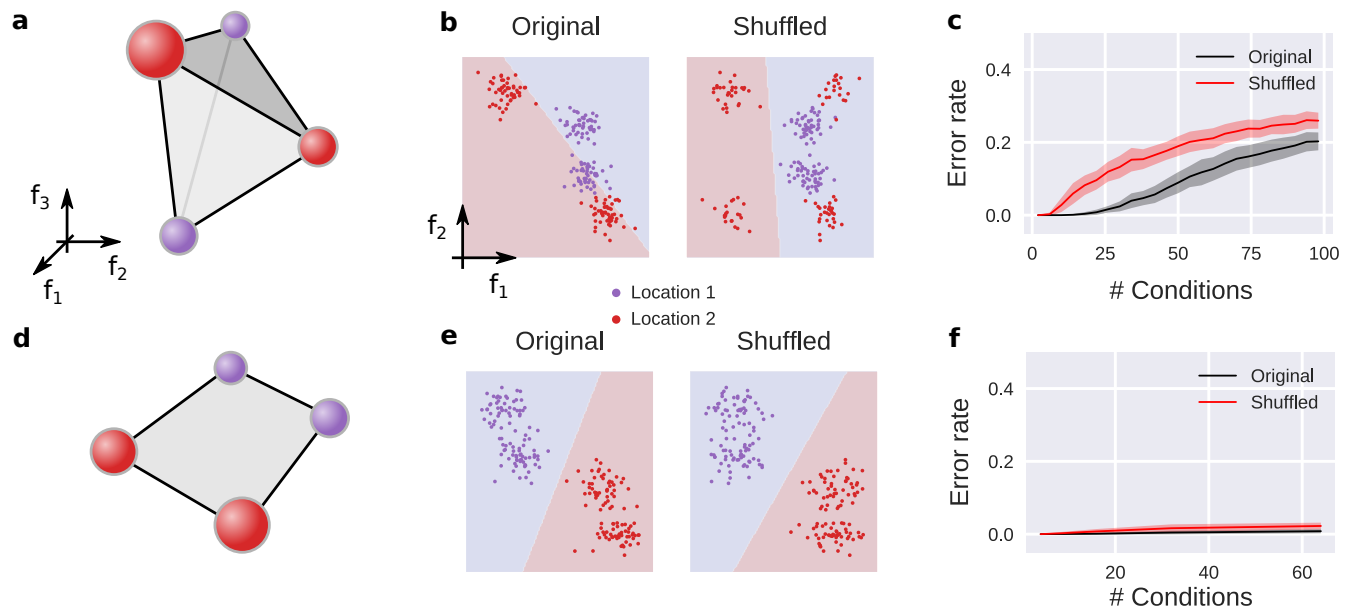 a
f3
f2
f1
b
Original
Shuffled
f2
f1
Location 1
Location 2
c
Original
Shuffled
Error rate
0.4
0.2
0.0
0
25
50
75
100
# Conditions
d
e
Original
Shuffled
f
Original
Shuffled
Error rate
0.4
0.2
0.0
20
40
60
# Conditions